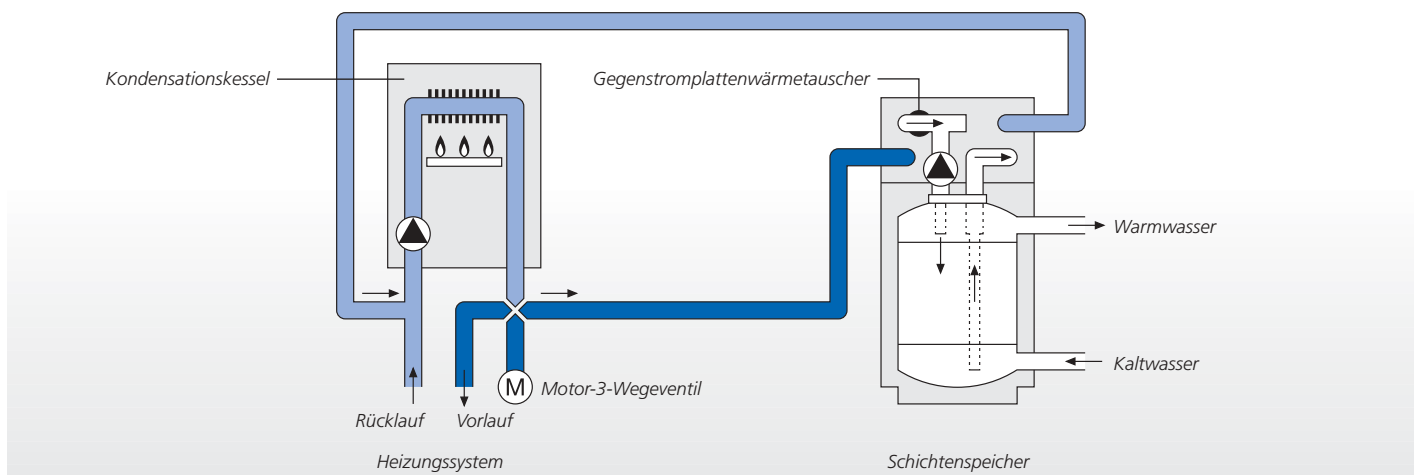 Kondensationskessel
Gegenstromplattenwärmetauscher
Warmwasser
Kaltwasser
M
Motor-3-Wegeventil
Rücklauf
Vorlauf
Heizungssystem
Schichtenspeicher